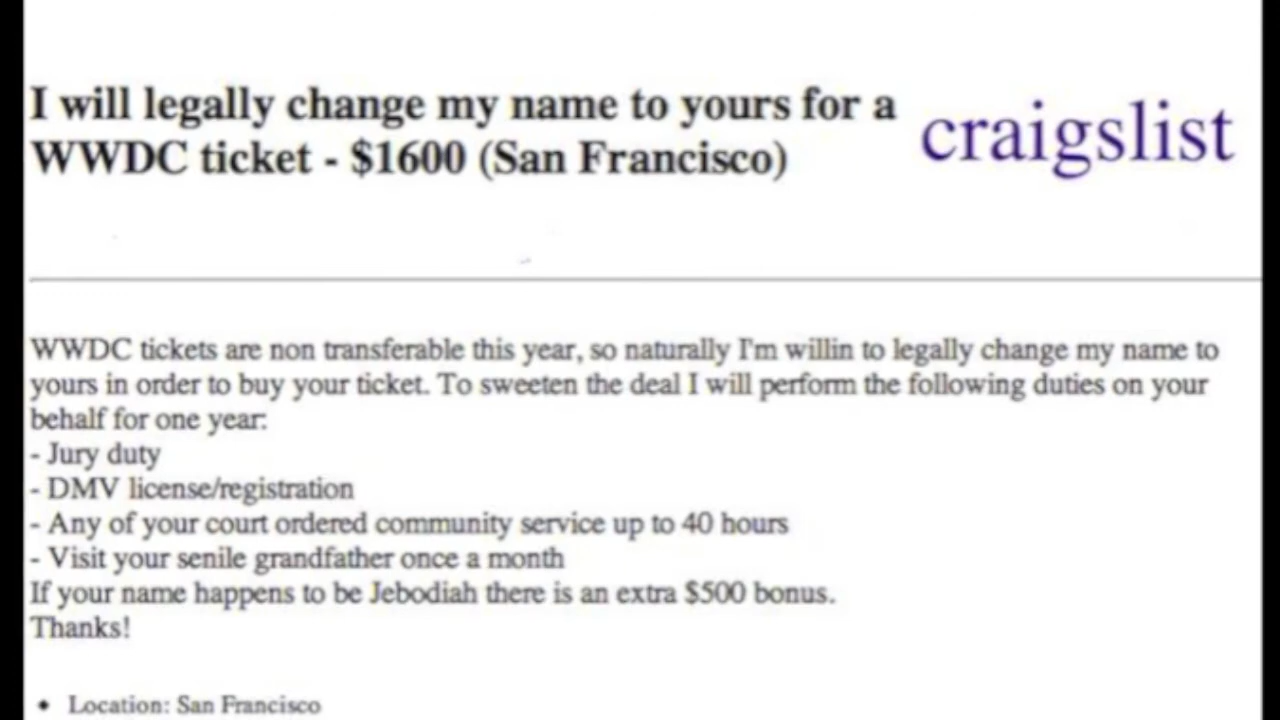 I will legally change my name to yours for a
WWDC ticket - $1600 (San Francisco)
craigslist
WWDC tickets are non transferable this year, so naturally I'm willin to legally change my name to
yours in order to buy your ticket. To sweeten the deal I will perform the following duties on your
behalf for one year:
- Jury duty
- DMV license/registration
- Any of your court ordered community service up to 40 hours
- Visit your senile grandfather once a month
If your name happens to be Jebodiah there is an extra $500 bonus.
Thanks!
• Location: San Francisco